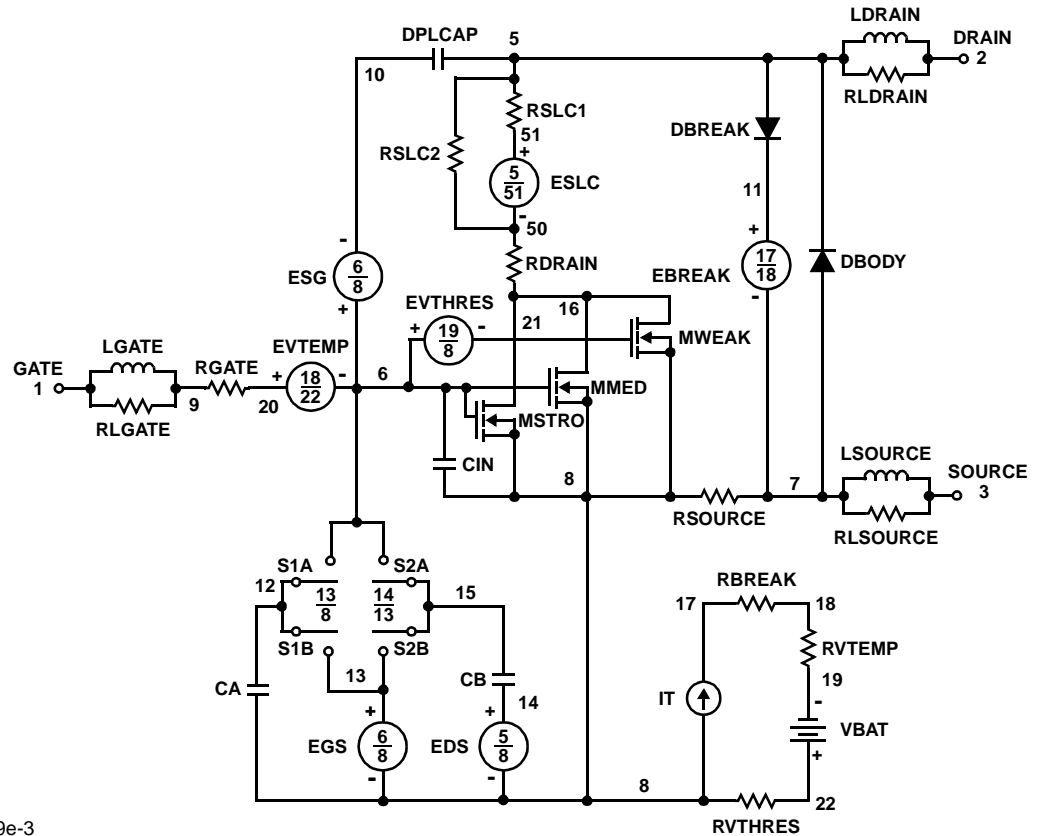 LDRAIN
DPLCAP 5 DRAIN
10 2
RLDRAIN
RSLC1
DBREAK
51
RSLC2 +
5
51
ESLC
11
-
50
- +
RDRAIN
6
8
ESG
17
18
EBREAK
DBODY
+ -
EVTHRES
16
+ 19
8
- 21
MWEAK
LGATE EVTEMP
GATE
1
RGATE
+ 18
22
- 6
MMED
9 20
RLGATE
MSTRO
CIN
8 7
LSOURCE
SOURCE
3
RSOURCE
RLSOURCE
S1A S2A
12 15
13
8
14
13
S1B S2B
13
RBREAK
17 18
RVTEMP
CA CB
19
14
IT
-
VBAT
+
+ +
EGS
6
8
EDS
5
8
- -
8 22
RVTHRES
9e-3